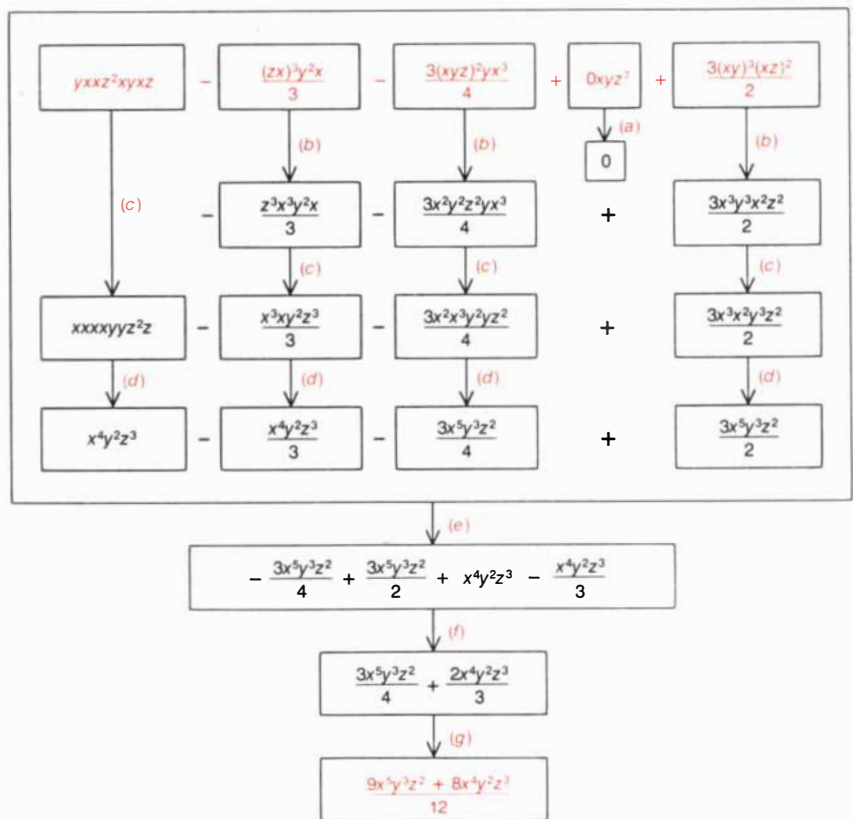 yxxz²xyxz − (zx)³y²x/3 − 3(xyz)²yx³/4 + 0xyz² + 3(xy)³(xz)²/2
(b) (b) (a) (b)
0
(c)
− z³x³y²x/3 − 3x²y²z²yx³/4 + 3x³y³x²z²/2
(c) (c) (c)
xxxxyyz²z − x³xy²z³/3 − 3x²x³y²yz²/4 + 3x³x²y³z²/2
(d) (d) (d) (d)
x⁴y²z³ − x⁴y²z³/3 − 3x⁵y³z²/4 + 3x⁵y³z²/2
(e)
− 3x⁵y³z²/4 + 3x⁵y³z²/2 + x⁴y²z³ − x⁴y²z³/3
(f)
3x⁵y³z²/4 + 2x⁴y²z³/3
(g)
9x⁵y³z² + 8x⁴y²z³/12